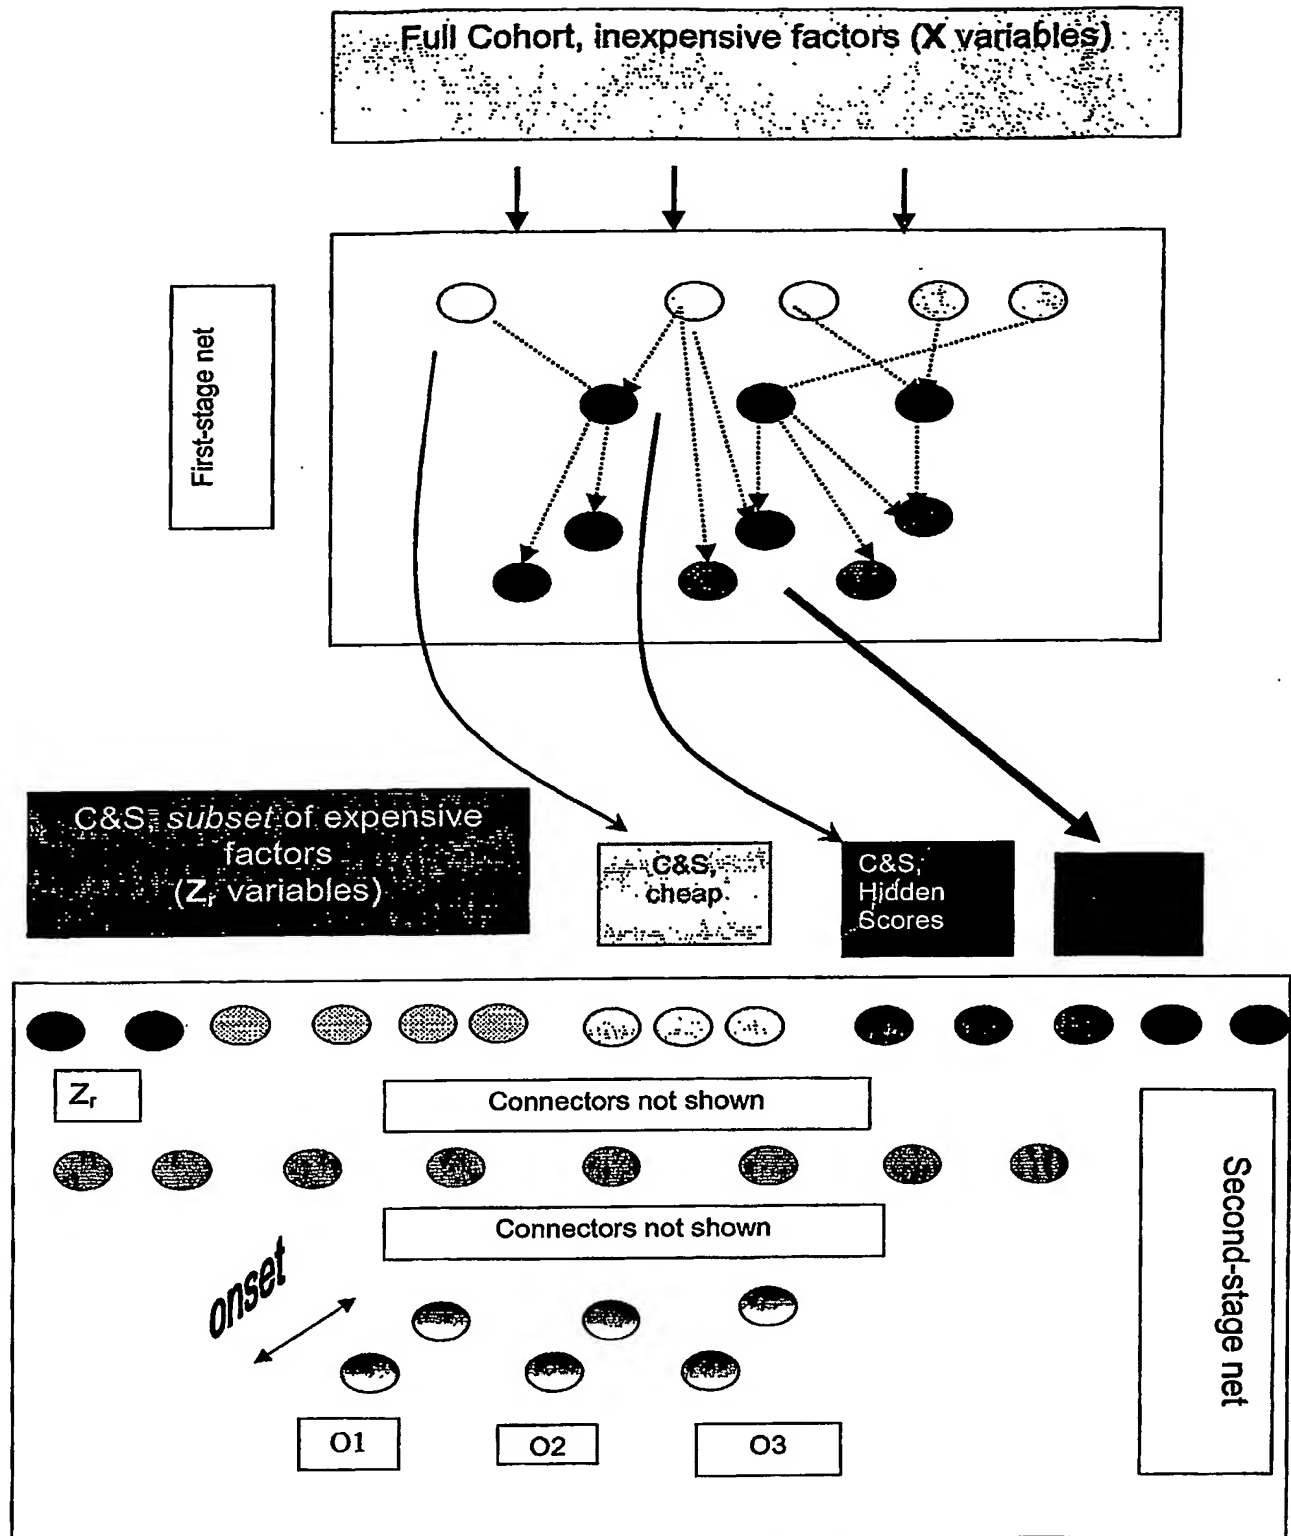 Full Cohort, inexpensive factors (X variables)
First-stage net
C&S, subset of expensive
factors
(Zr variables)
C&S,
cheap
C&S,
Hidden
Scores
Zr
Connectors not shown
Connectors not shown
onset
Second-stage net
O1
O2
O3